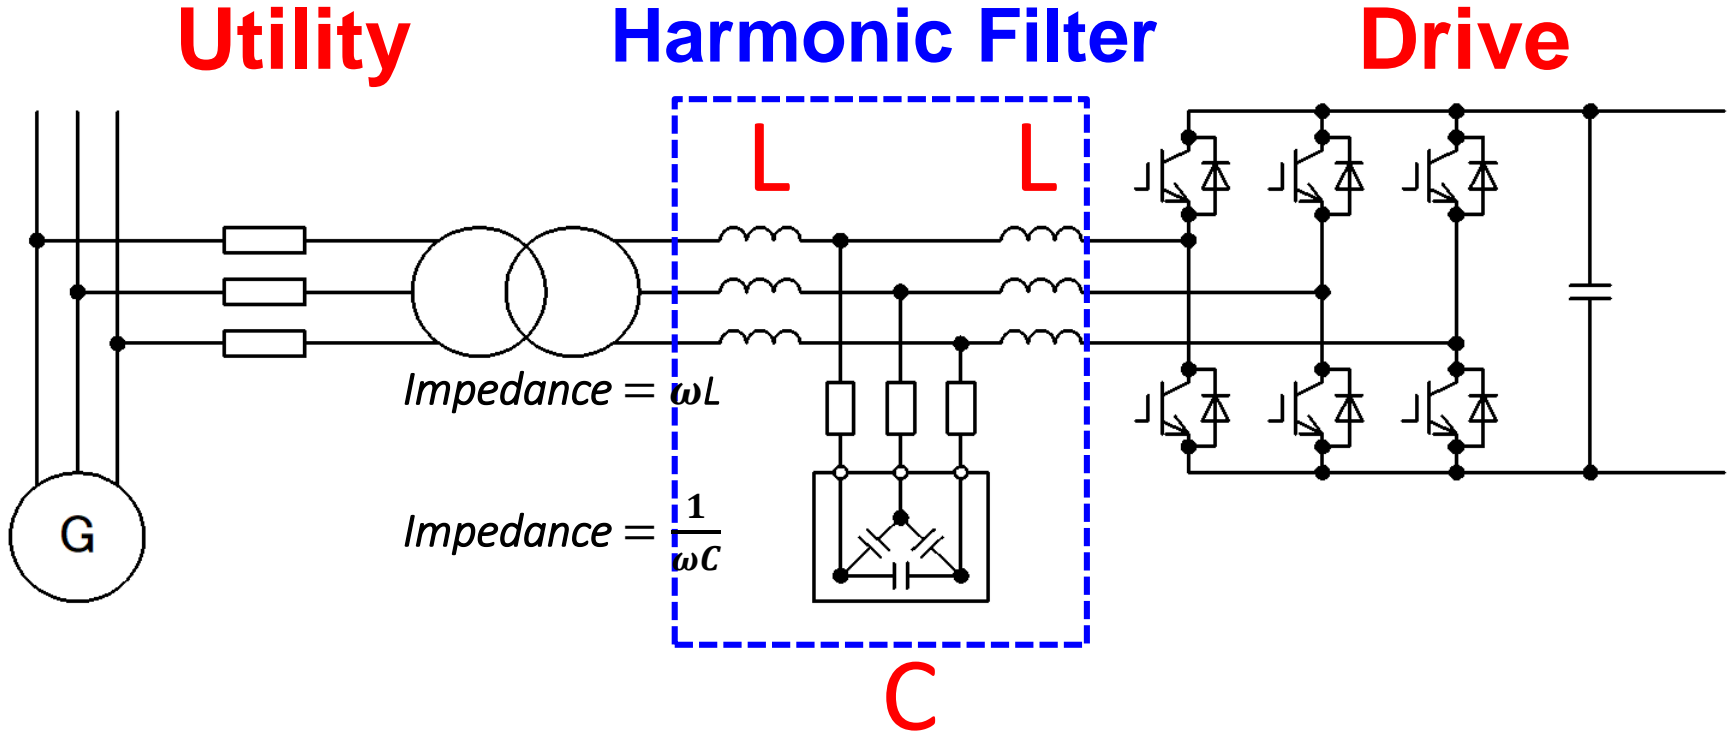 Utility Harmonic Filter Drive
L L
Impedance = ωL
G
Impedance = 1/ωC
C